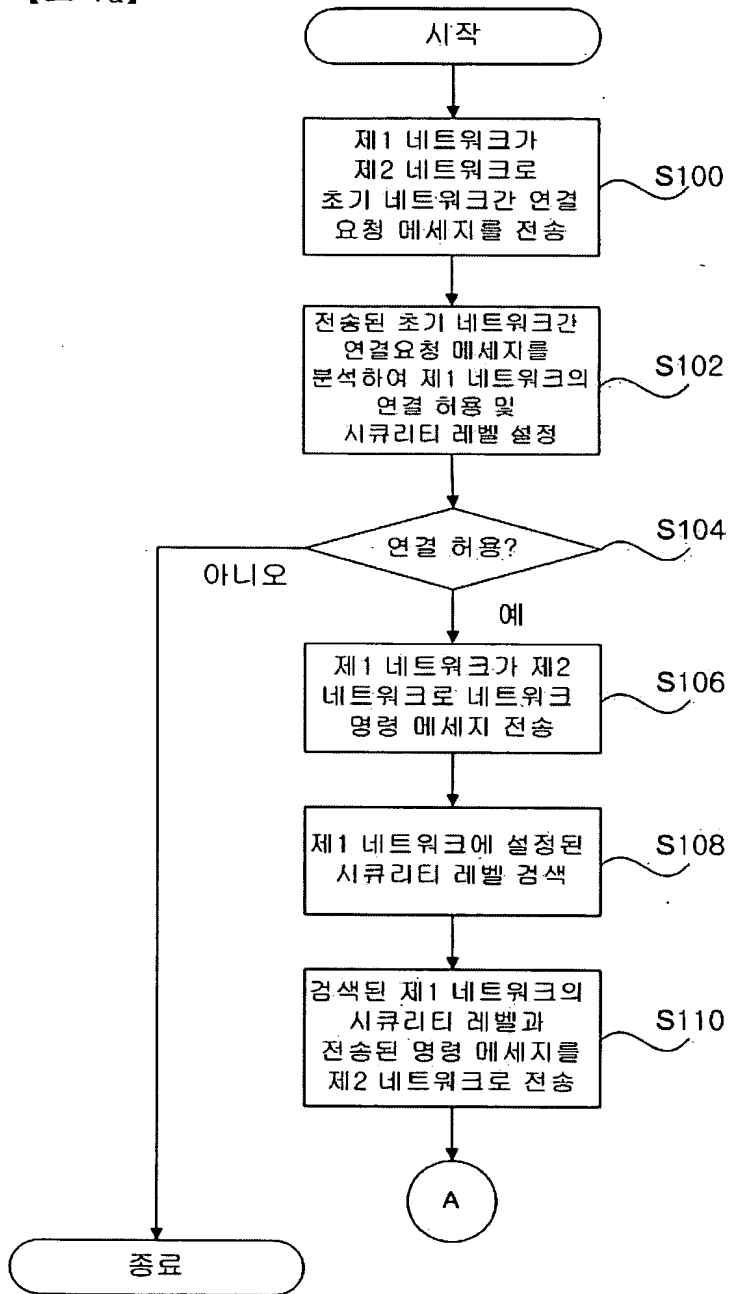 시작
제1 네트워크가
제2 네트워크로
초기 네트워크간 연결
요청 메세지를 전송
S100
전송된 초기 네트워크간
연결요청 메세지를
분석하여 제1 네트워크의
연결 허용 및
시큐리티 레벨 설정
S102
연결 허용?
S104
아니오
예
제1 네트워크가 제2
네트워크로 네트워크
명령 메세지 전송
S106
제1 네트워크에 설정된
시큐리티 레벨 검색
S108
검색된 제1 네트워크의
시큐리티 레벨과
전송된 명령 메세지를
제2 네트워크로 전송
S110
A
종료